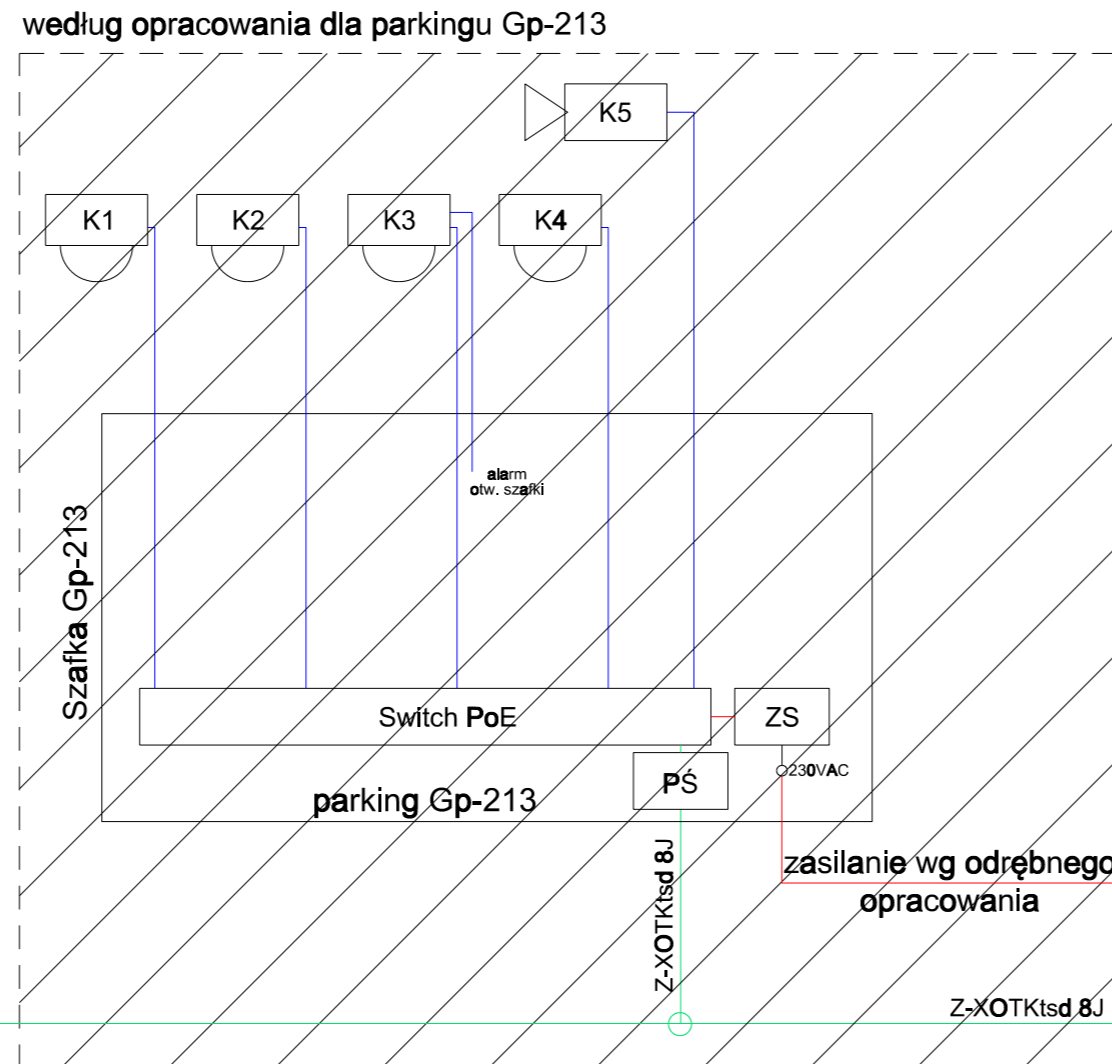 według opracowania dla parkingu Gp-213
K5
K1
K2
K3
K4
alarm
otw. szafki
Szafka Gp-213
Switch PoE
ZS
PŚ
230VAC
parking Gp-213
zasilanie wg odrębnego
opracowania
Z-XOTKtsd 8J
Z-XOTKtsd 8J